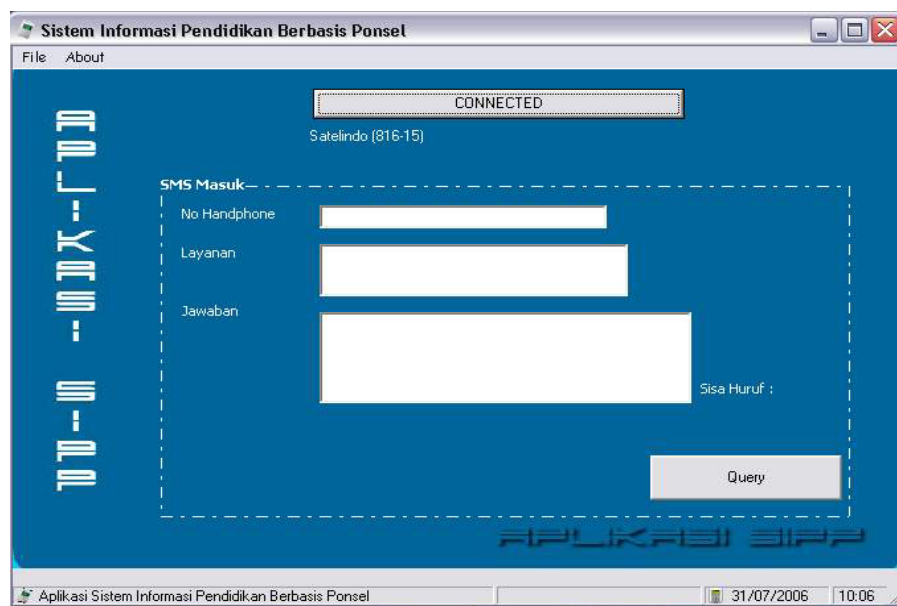 Sistem Informasi Pendidikan Berbasis Ponsel
File About
CONNECTED
Satelindo (816-15)
APLIKASI SIPP
SMS Masuk
No Handphone
Layanan
Jawaban
Sisa Huruf :
Query
APLIKASI SIPP
Aplikasi Sistem Informasi Pendidikan Berbasis Ponsel 31/07/2006 10:06